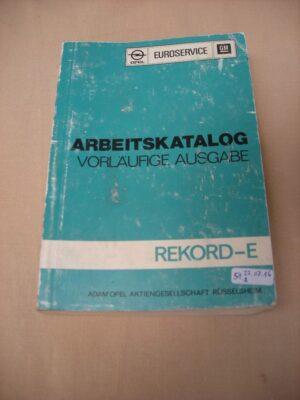 OPEL
EUROSERVICE
GM
ARBEITSKATALOG
VORLÄUFIGE AUSGABE
REKORD-E
ADAM OPEL AKTIENGESELLSCHAFT RÜSSELSHEIM